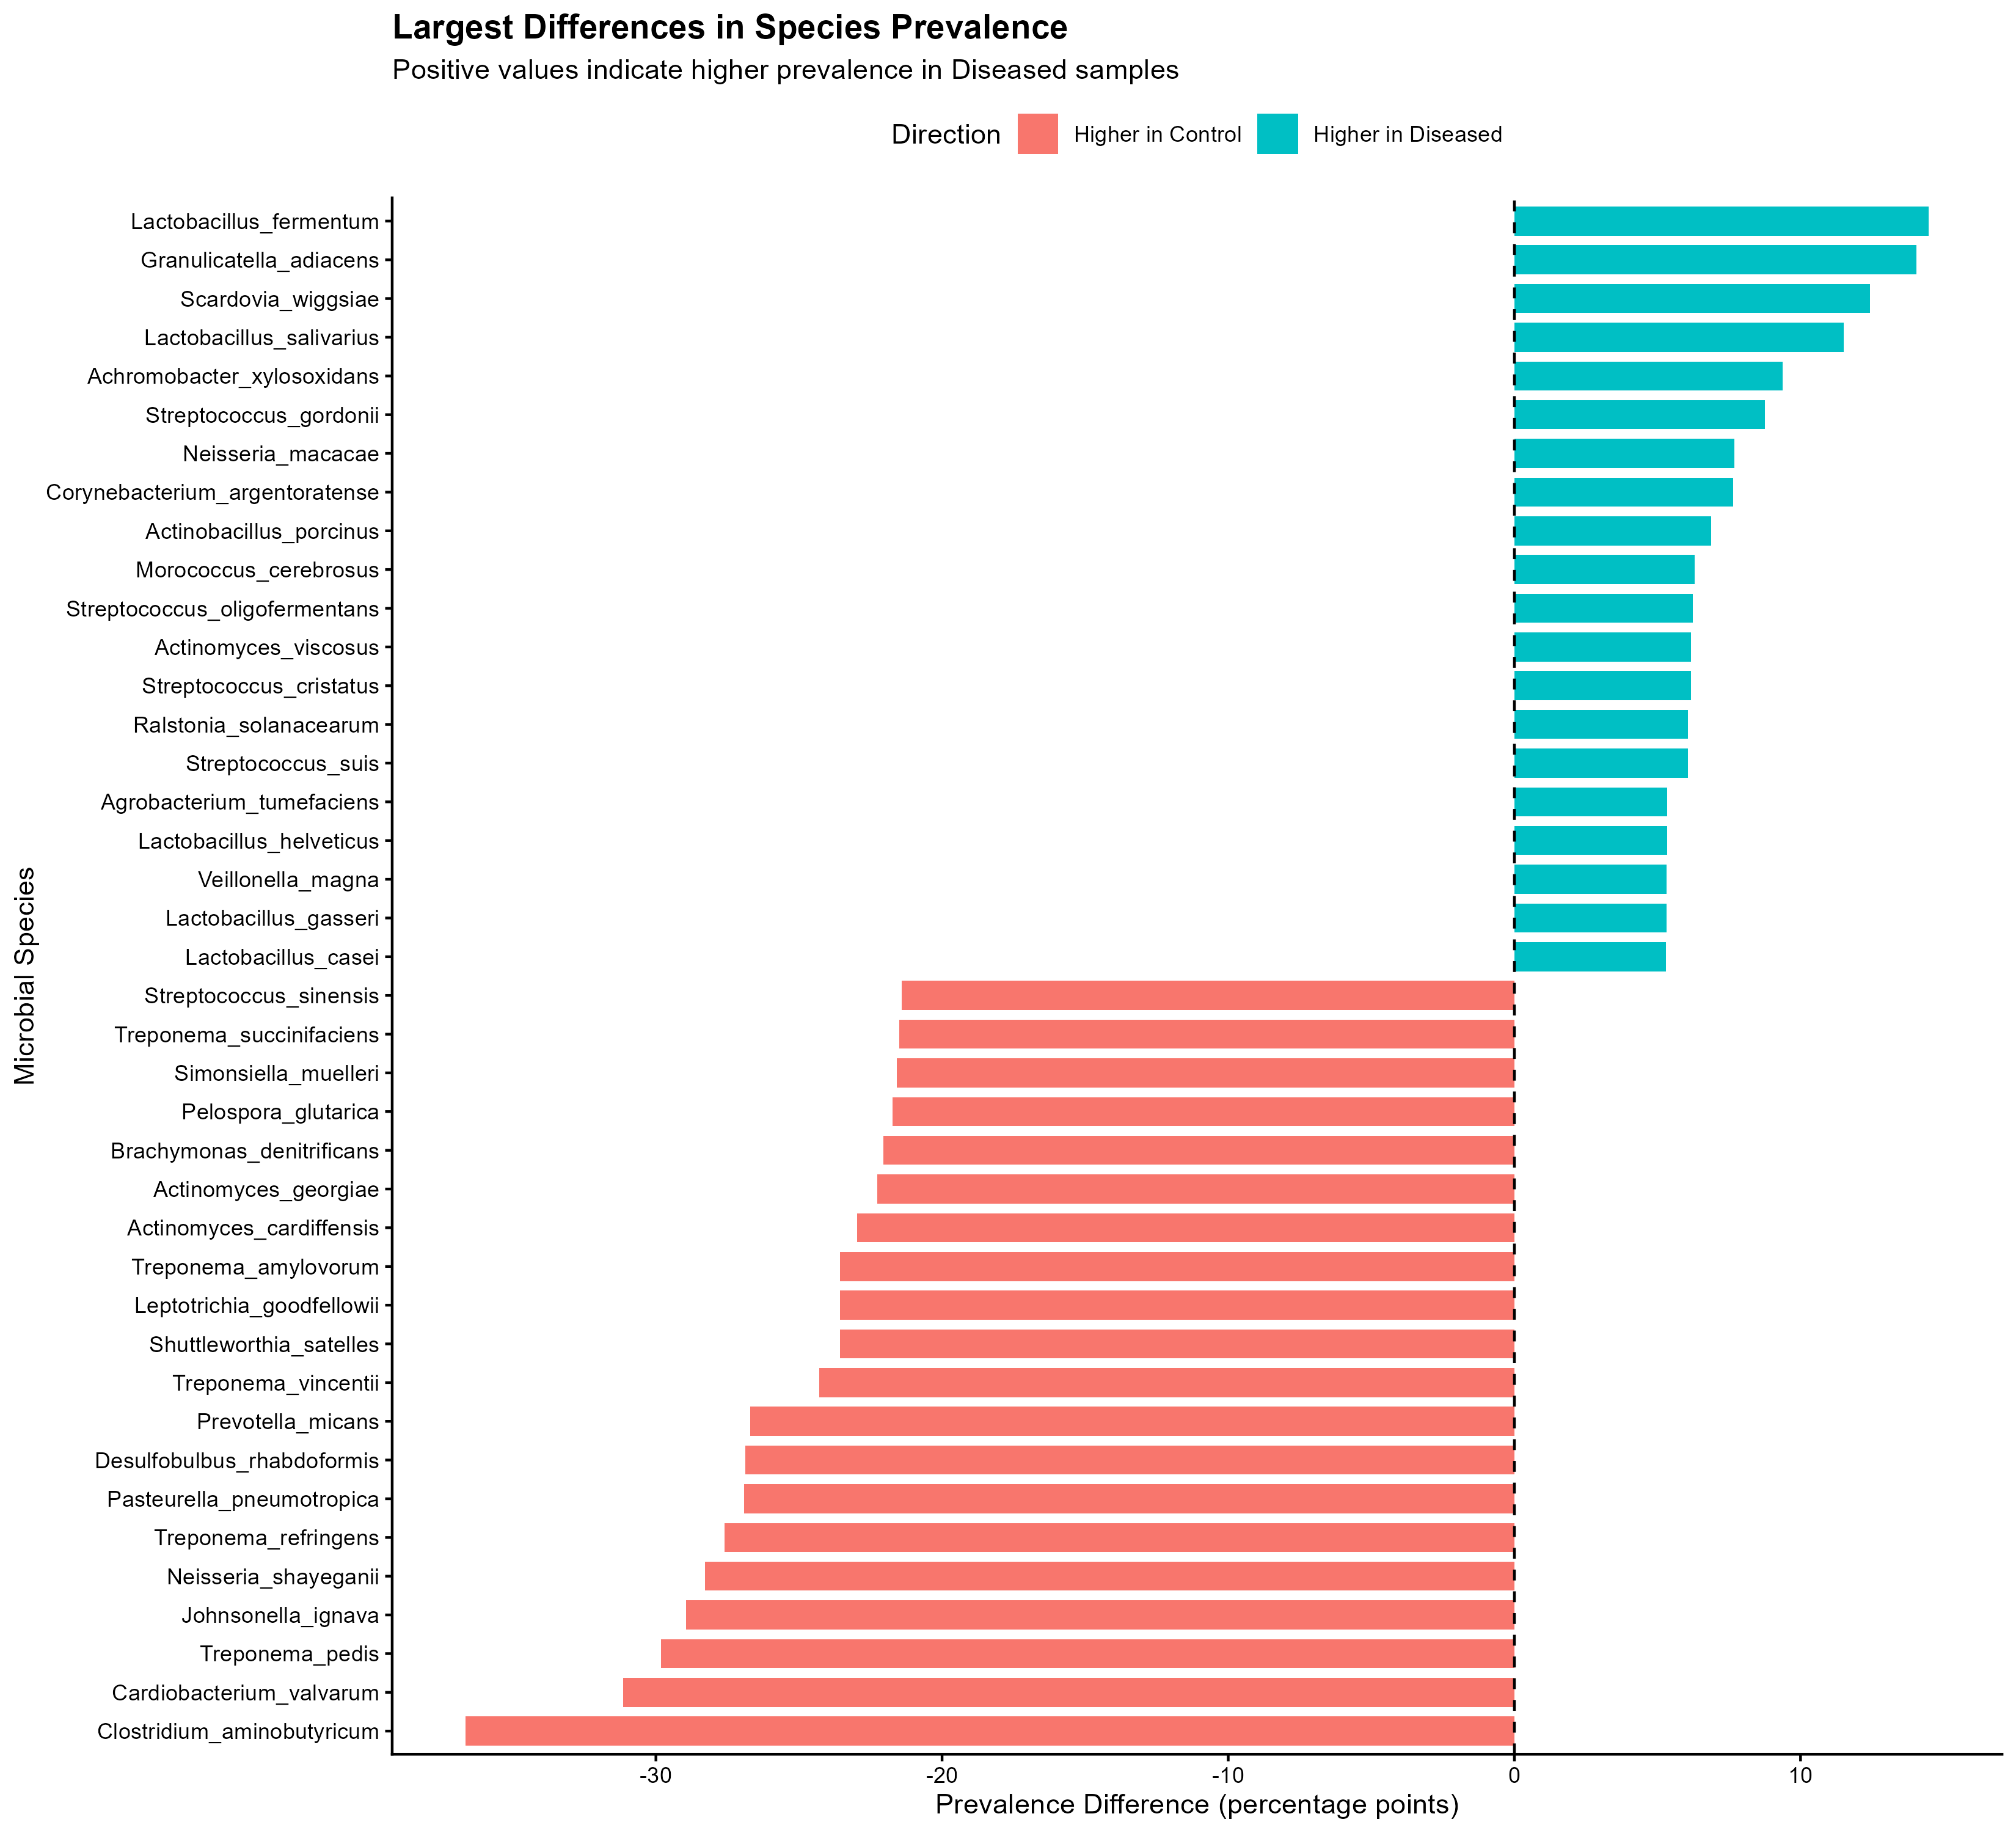 Largest Differences in Species Prevalence
Positive values indicate higher prevalence in Diseased samples
Direction Higher in Control Higher in Diseased
Lactobacillus_fermentum
Granulicatella_adiacens
Scardovia_wiggsiae
Lactobacillus_salivarius
Achromobacter_xylosoxidans
Streptococcus_gordonii
Neisseria_macacae
Corynebacterium_argentoratense
Actinobacillus_porcinus
Morococcus_cerebrosus
Streptococcus_oligofermentans
Actinomyces_viscosus
Streptococcus_cristatus
Ralstonia_solanacearum
Streptococcus_suis
Agrobacterium_tumefaciens
Lactobacillus_helveticus
Veillonella_magna
Lactobacillus_gasseri
Lactobacillus_casei
Streptococcus_sinensis
Treponema_succinifaciens
Simonsiella_muelleri
Pelospora_glutarica
Brachymonas_denitrificans
Actinomyces_georgiae
Actinomyces_cardiffensis
Treponema_amylovorum
Leptotrichia_goodfellowii
Shuttleworthia_satelles
Treponema_vincentii
Prevotella_micans
Desulfobulbus_rhabdoformis
Pasteurella_pneumotropica
Treponema_refringens
Neisseria_shayeganii
Johnsonella_ignava
Treponema_pedis
Cardiobacterium_valvarum
Clostridium_aminobutyricum
Microbial Species
-30 -20 -10 0 10
Prevalence Difference (percentage points)